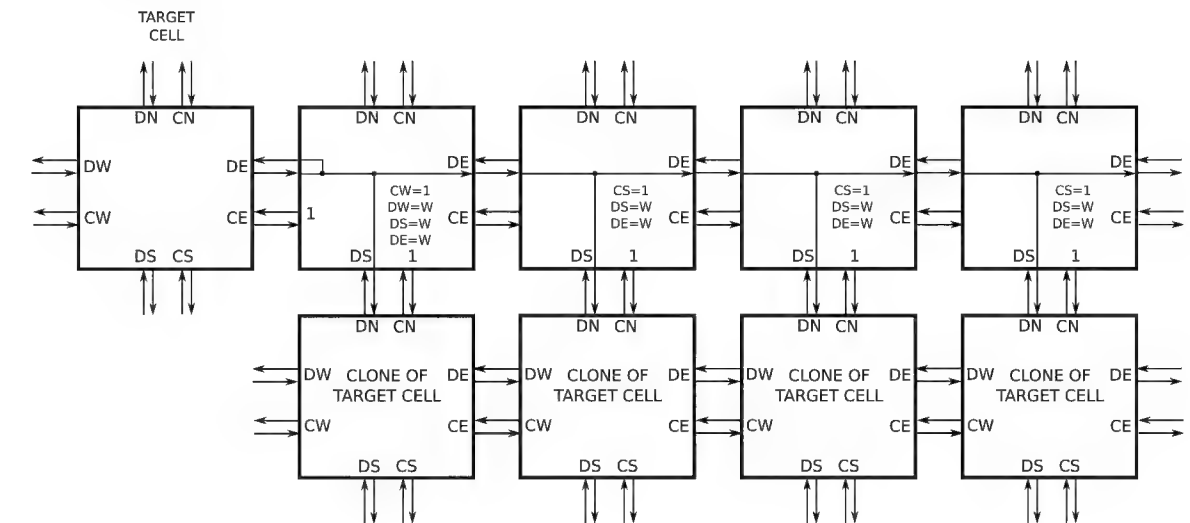 TARGET
CELL
DN CN DN CN DN CN DN CN DN CN
DW DE DE DE DE DE
CW=1 CS=1 CS=1 CS=1
DW=W DS=W DS=W DS=W
CW CE 1 DS=W CE DE=W CE DE=W CE DE=W CE
DE=W
DS CS DS 1 DS 1 DS 1 DS 1
DN CN DN CN DN CN DN CN
DW CLONE OF DE DW CLONE OF DE DW CLONE OF DE DW CLONE OF DE
TARGET CELL TARGET CELL TARGET CELL TARGET CELL
CW CE CW CE CW CE CW CE
DS CS DS CS DS CS DS CS